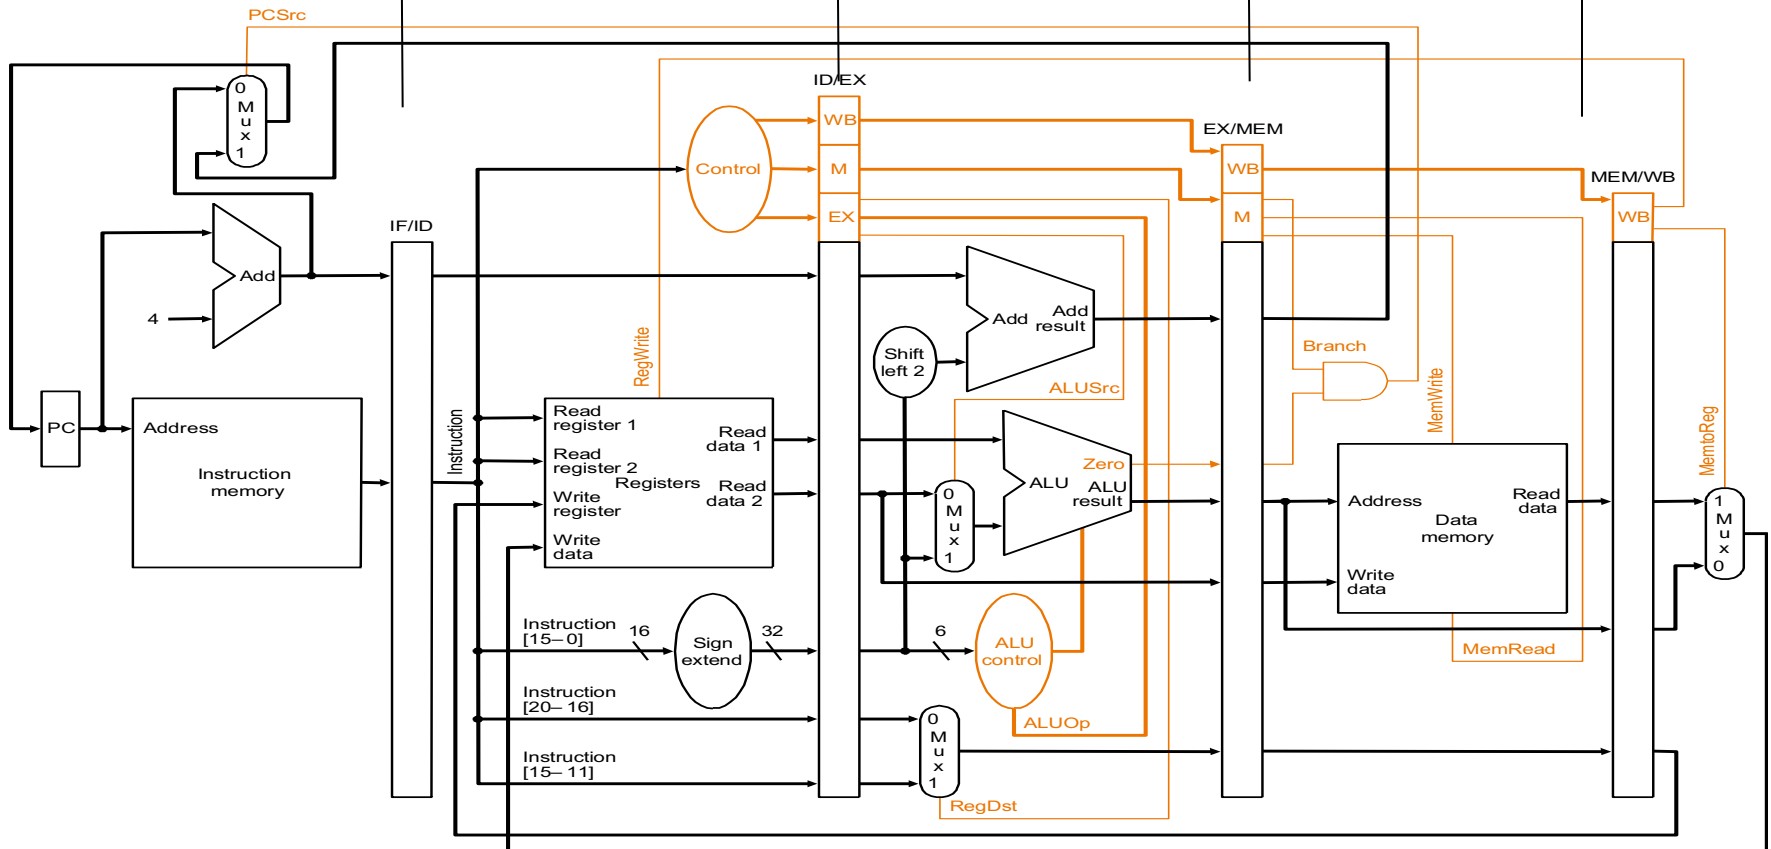 PCSrc
ID/EX
0
M
u
x
1
WB
EX/MEM
Control
M
WB
MEM/WB
EX
M
WB
IF/ID
Add
4
Add
Add
result
Shift
left 2
RegWrite
Branch
ALUSrc
MemWrite
MemtoReg
PC
Address
Instruction
memory
Instruction
Read
register 1
Read
register 2
Write
register
Write
data
Registers
Read
data 1
Read
data 2
0
M
u
x
1
Zero
ALU
ALU
result
Address
Read
data
Data
memory
Write
data
1
M
u
x
0
Instruction
[15–0]
16
Sign
extend
32
6
ALU
control
MemRead
Instruction
[20–16]
0
M
u
x
1
ALUOp
Instruction
[15–11]
RegDst